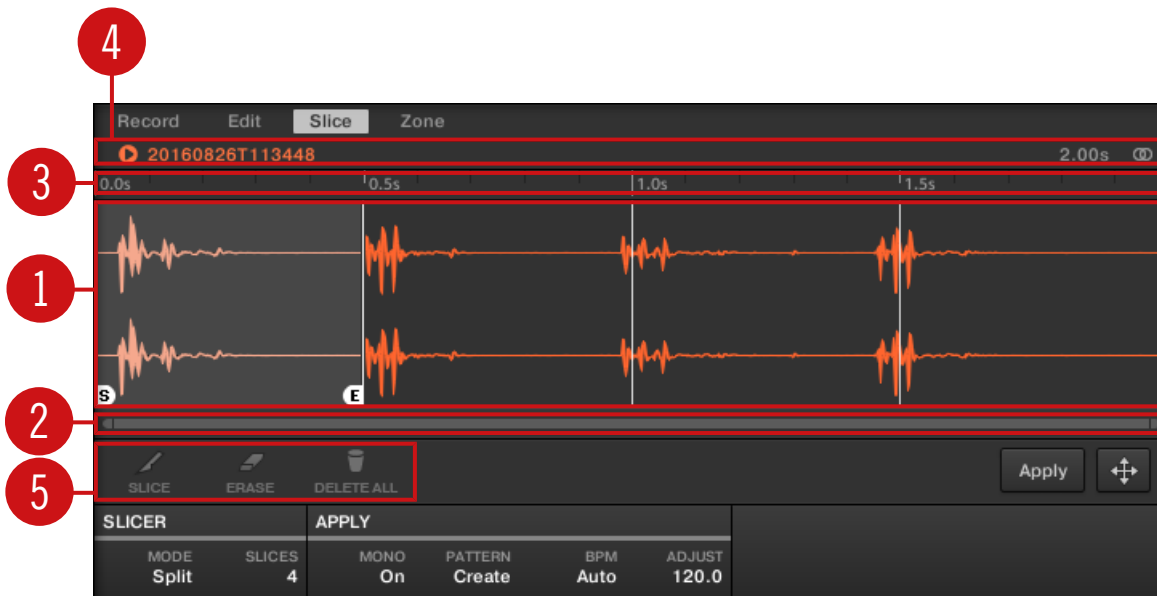 4
Record Edit Slice Zone
20160826T113448 2.00s
3
0.0s 0.5s 1.0s 1.5s
1
S E
2
5
SLICE ERASE DELETE ALL Apply
SLICER APPLY
MODE SLICES MONO PATTERN BPM ADJUST
Split 4 On Create Auto 120.0